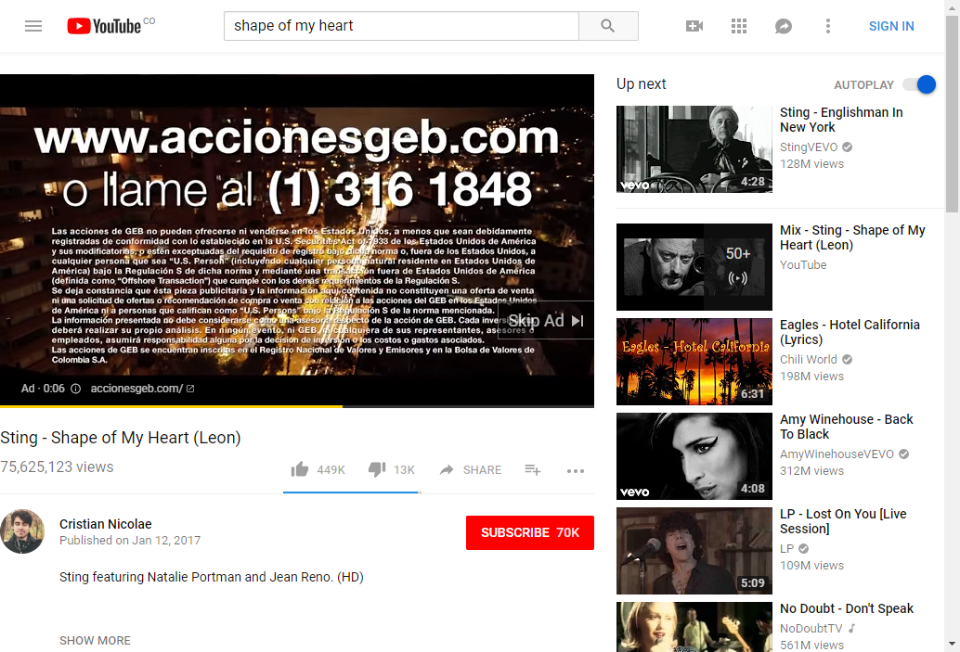 YouTube CO
shape of my heart
SIGN IN
www.accionesgeb.com
o llame al (1) 316 1848
Las acciones de GEB no pueden ofrecerse ni venderse en los Estados Unidos, a menos que sean debidamente
registradas de conformidad con lo establecido en la U.S. Securities Act of 1933 de los Estados Unidos de América
y sus modificatorias, o estén exceptuadas del requisito de registro bajo dicha norma o, fuera de Estados Unidos, a
cualquier persona que sea "U.S. Person" (incluyendo cualquier persona natural residente en Estados Unidos de
América) bajo la Regulación S de dicha norma y mediante una transacción fuera de Estados Unidos de América
(definida como "Offshore Transaction") que cumple con los demás requerimientos de la Regulación S.
Se deja constancia que esta pieza publicitaria y la información aquí contenida no constituyen una oferta de venta
ni una solicitud de ofertas o recomendación de compra o venta con relación a las acciones del GEB en los Estados Unidos
de América ni a personas que califican como "U.S. Persons" bajo la Regulación S de la norma mencionada.
La información presentada no debe considerarse como una asesoría respecto de la acción de GEB. Cada inversionista
deberá realizar su propio análisis. En ningún evento, ni GEB, ni cualquiera de sus representantes, asesores o
empleados, asumirá responsabilidad alguna por la decisión de inversión o los costos o gastos asociados.
Las acciones de GEB se encuentran inscritas en el Registro Nacional de Valores y Emisores y en la Bolsa de Valores de
Colombia S.A.
Skip Ad
Ad · 0:06 accionesgeb.com/
Sting - Shape of My Heart (Leon)
75,625,123 views
449K 13K SHARE
Cristian Nicolae
Published on Jan 12, 2017
SUBSCRIBE 70K
Sting featuring Natalie Portman and Jean Reno. (HD)
SHOW MORE
Up next
AUTOPLAY
vevo
4:28
Sting - Englishman In
New York
StingVEVO
128M views
50+
Mix - Sting - Shape of My
Heart (Leon)
YouTube
Eagles - Hotel California
6:31
Eagles - Hotel California
(Lyrics)
Chili World
198M views
vevo
4:08
Amy Winehouse - Back
To Black
AmyWinehouseVEVO
312M views
5:09
LP - Lost On You [Live
Session]
LP
109M views
No Doubt - Don't Speak
NoDoubtTV
561M views